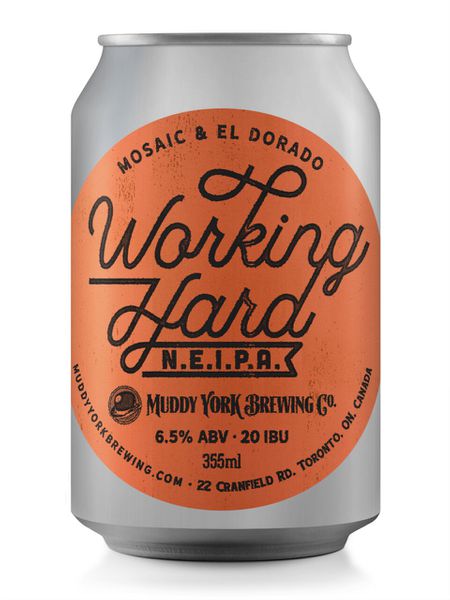 MOSAIC & EL DORADO
Working
Hard
N.E.I.P.A.
MUDDY YORK BREWING CO.
6.5% ABV · 20 IBU
355ml
MUDDYYORKBREWING.COM · 22 CRANFIELD RD. TORONTO, ON. CANADA